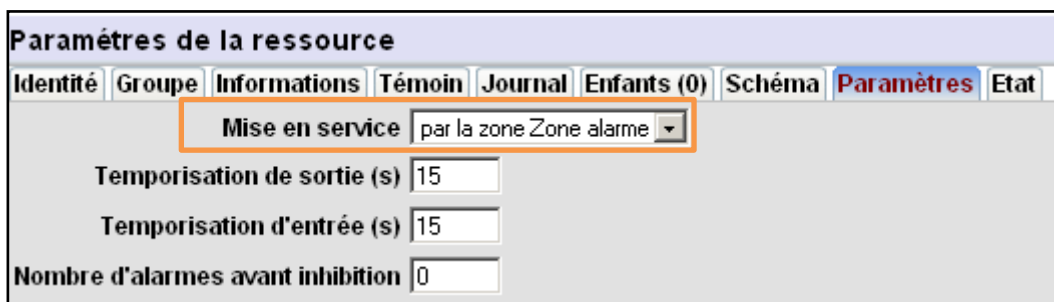 Paramétres de la ressource
Identité Groupe Informations Témoin Journal Enfants (0) Schéma Paramètres Etat
Mise en service par la zone Zone alarme
Temporisation de sortie (s) 15
Temporisation d'entrée (s) 15
Nombre d'alarmes avant inhibition 0